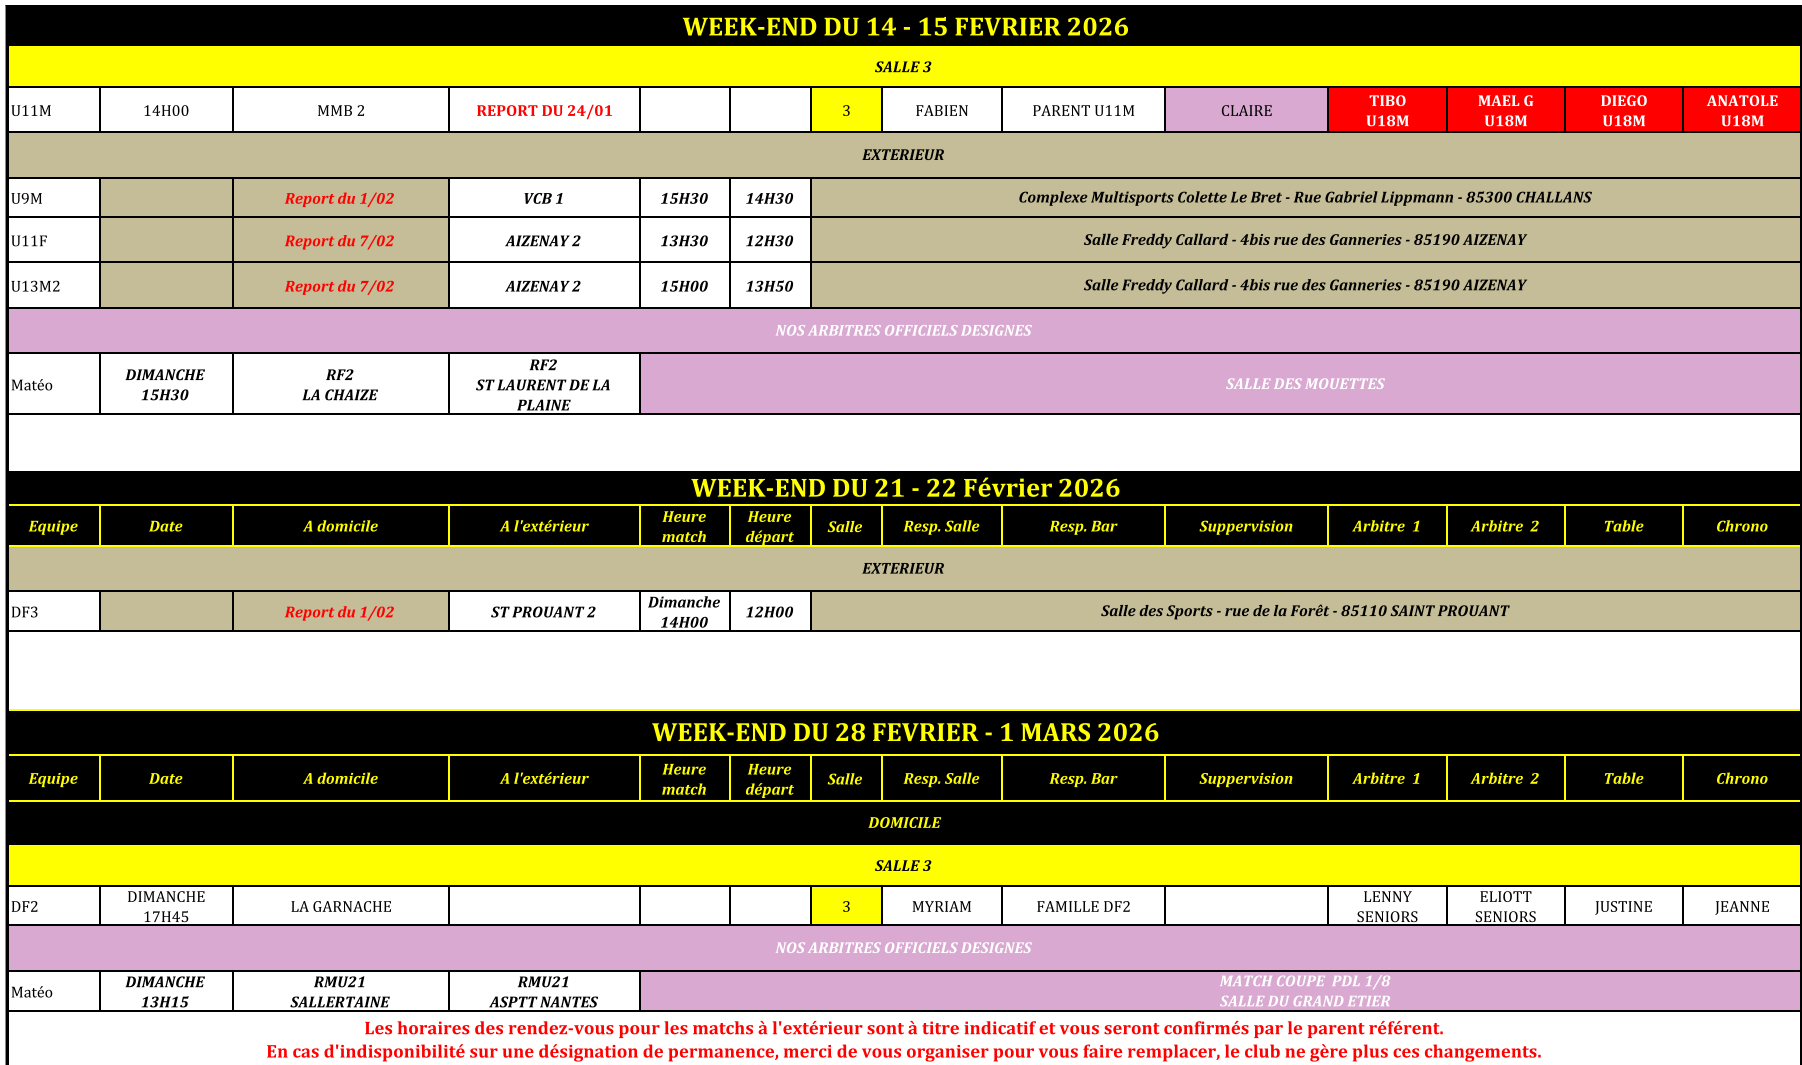 WEEK-END DU 14 - 15 FEVRIER 2026
SALLE 3
U11M 14H00 MMB 2 REPORT DU 24/01 3 FABIEN PARENT U11M CLAIRE TIBO U18M MAEL G U18M DIEGO U18M ANATOLE U18M
EXTERIEUR
U9M Report du 1/02 VCB 1 15H30 14H30 Complexe Multisports Colette Le Bret - Rue Gabriel Lippmann - 85300 CHALLANS
U11F Report du 7/02 AIZENAY 2 13H30 12H30 Salle Freddy Callard - 4bis rue des Ganneries - 85190 AIZENAY
U13M2 Report du 7/02 AIZENAY 2 15H00 13H50 Salle Freddy Callard - 4bis rue des Ganneries - 85190 AIZENAY
NOS ARBITRES OFFICIELS DESIGNES
Matéo DIMANCHE 15H30 RF2 LA CHAIZE RF2 ST LAURENT DE LA PLAINE SALLE DES MOUETTES
WEEK-END DU 21 - 22 Février 2026
Equipe Date A domicile A l'extérieur Heure match Heure départ Salle Resp. Salle Resp. Bar Suppervision Arbitre 1 Arbitre 2 Table Chrono
EXTERIEUR
DF3 Report du 1/02 ST PROUANT 2 Dimanche 14H00 12H00 Salle des Sports - rue de la Forêt - 85110 SAINT PROUANT
WEEK-END DU 28 FEVRIER - 1 MARS 2026
Equipe Date A domicile A l'extérieur Heure match Heure départ Salle Resp. Salle Resp. Bar Suppervision Arbitre 1 Arbitre 2 Table Chrono
DOMICILE
SALLE 3
DF2 DIMANCHE 17H45 LA GARNACHE 3 MYRIAM FAMILLE DF2 LENNY SENIORS ELIOTT SENIORS JUSTINE JEANNE
NOS ARBITRES OFFICIELS DESIGNES
Matéo DIMANCHE 13H15 RMU21 SALLERTAINE RMU21 ASPTT NANTES MATCH COUPE PDL 1/8 SALLE DU GRAND ETIER
Les horaires des rendez-vous pour les matchs à l'extérieur sont à titre indicatif et vous seront confirmés par le parent référent.
En cas d'indisponibilité sur une désignation de permanence, merci de vous organiser pour vous faire remplacer, le club ne gère plus ces changements.